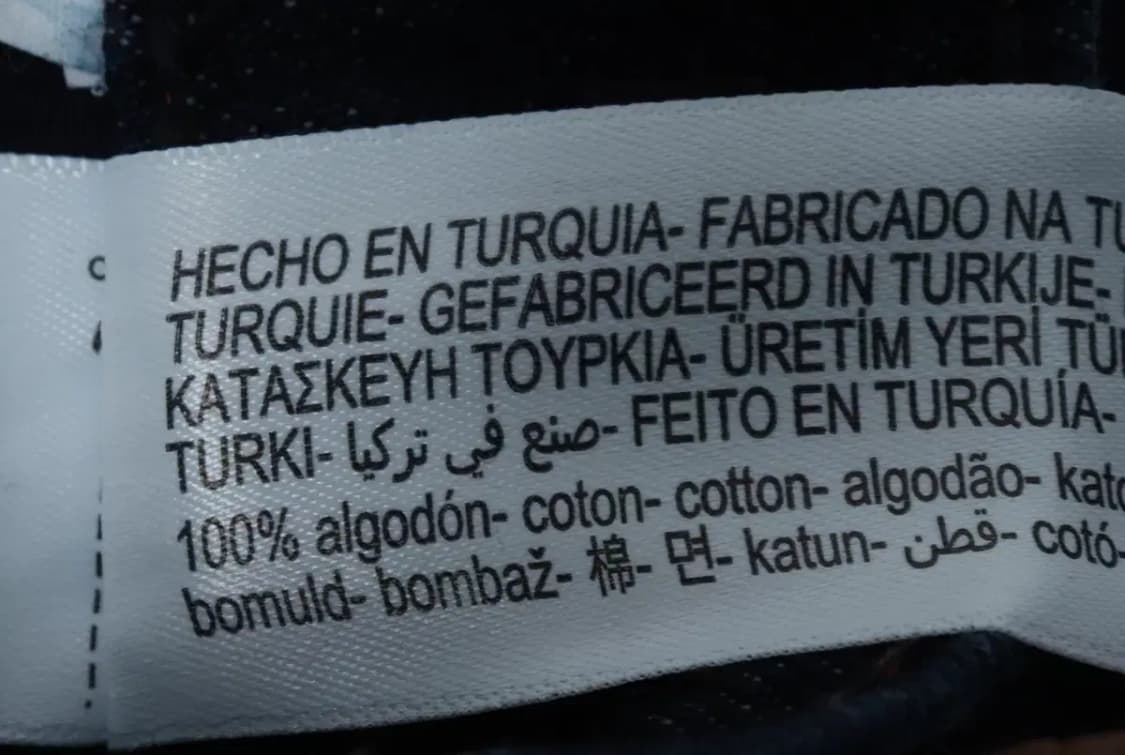 HECHO EN TURQUIA- FABRICADO NA
TURQUIE- GEFABRICEERD IN TURKIJE-
ΚΑΤΑΣΚΕΥΗ ΤΟΥΡΚΙΑ- ÜRETİM YERİ
TURKI- صنع في تركيا- FEITO EN TURQUÍA-
100% algodón- coton- cotton- algodão-
bomuld- bombaž- 棉- 면- katun- قطن- cotó-